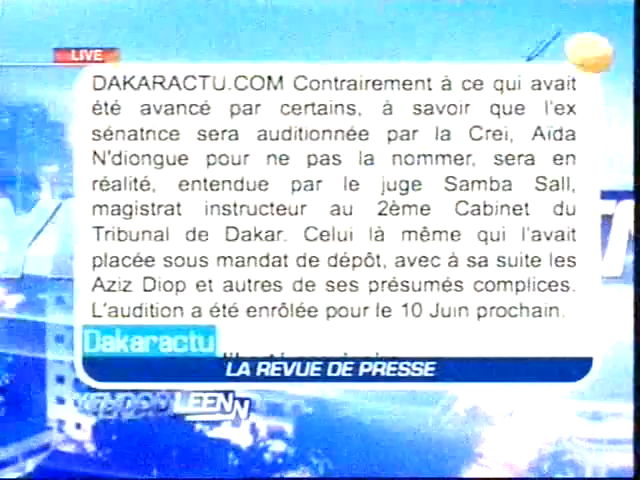 LIVE
DAKARACTU.COM Contrairement à ce qui avait
été avancé par certains, à savoir que l'ex
sénatrice sera auditionnée par la Crei, Aïda
N'diongue pour ne pas la nommer, sera en
réalité, entendue par le juge Samba Sall,
magistrat instructeur au 2ème Cabinet du
Tribunal de Dakar. Celui là même qui l'avait
placée sous mandat de dépôt, avec à sa suite les
Aziz Diop et autres de ses présumés complices.
L'audition a été enrôlée pour le 10 Juin prochain.
Dakaractu
LA REVUE DE PRESSE
LEEN